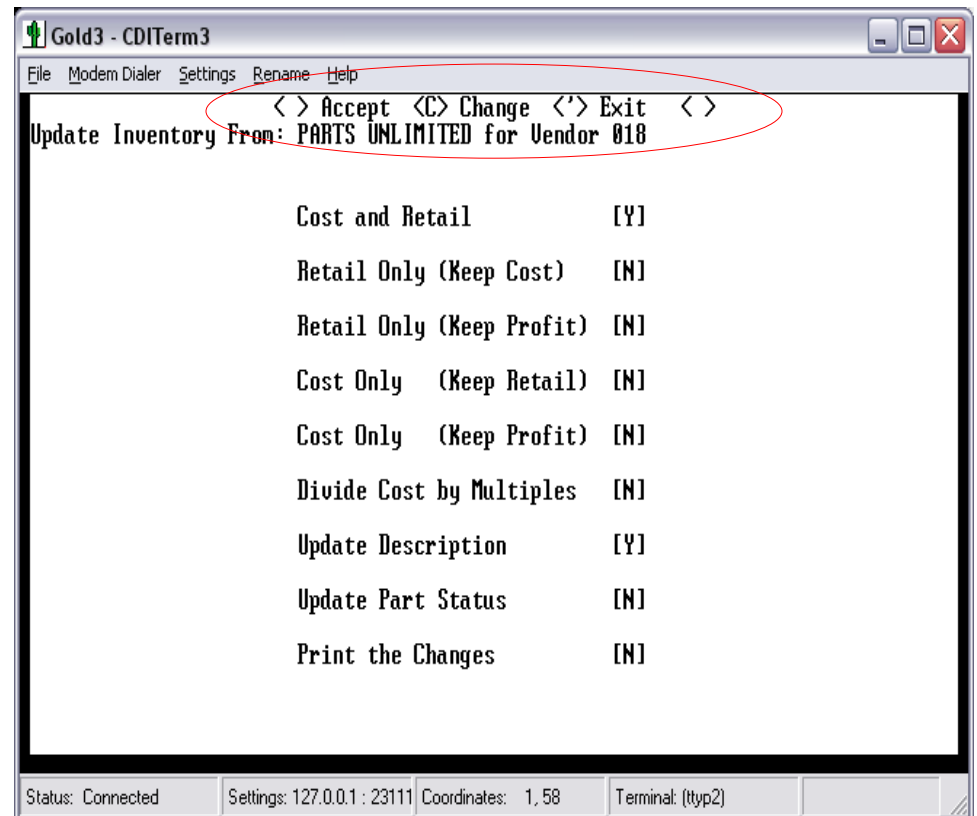 Gold3 - CDITerm3
File Modem Dialer Settings Rename Help
< > Accept <C> Change <'> Exit < >
Update Inventory From: PARTS UNLIMITED for Vendor 018
Cost and Retail [Y]
Retail Only (Keep Cost) [N]
Retail Only (Keep Profit) [N]
Cost Only (Keep Retail) [N]
Cost Only (Keep Profit) [N]
Divide Cost by Multiples [N]
Update Description [Y]
Update Part Status [N]
Print the Changes [N]
Status: Connected Settings: 127.0.0.1 : 23111 Coordinates: 1, 58 Terminal: (ttyp2)